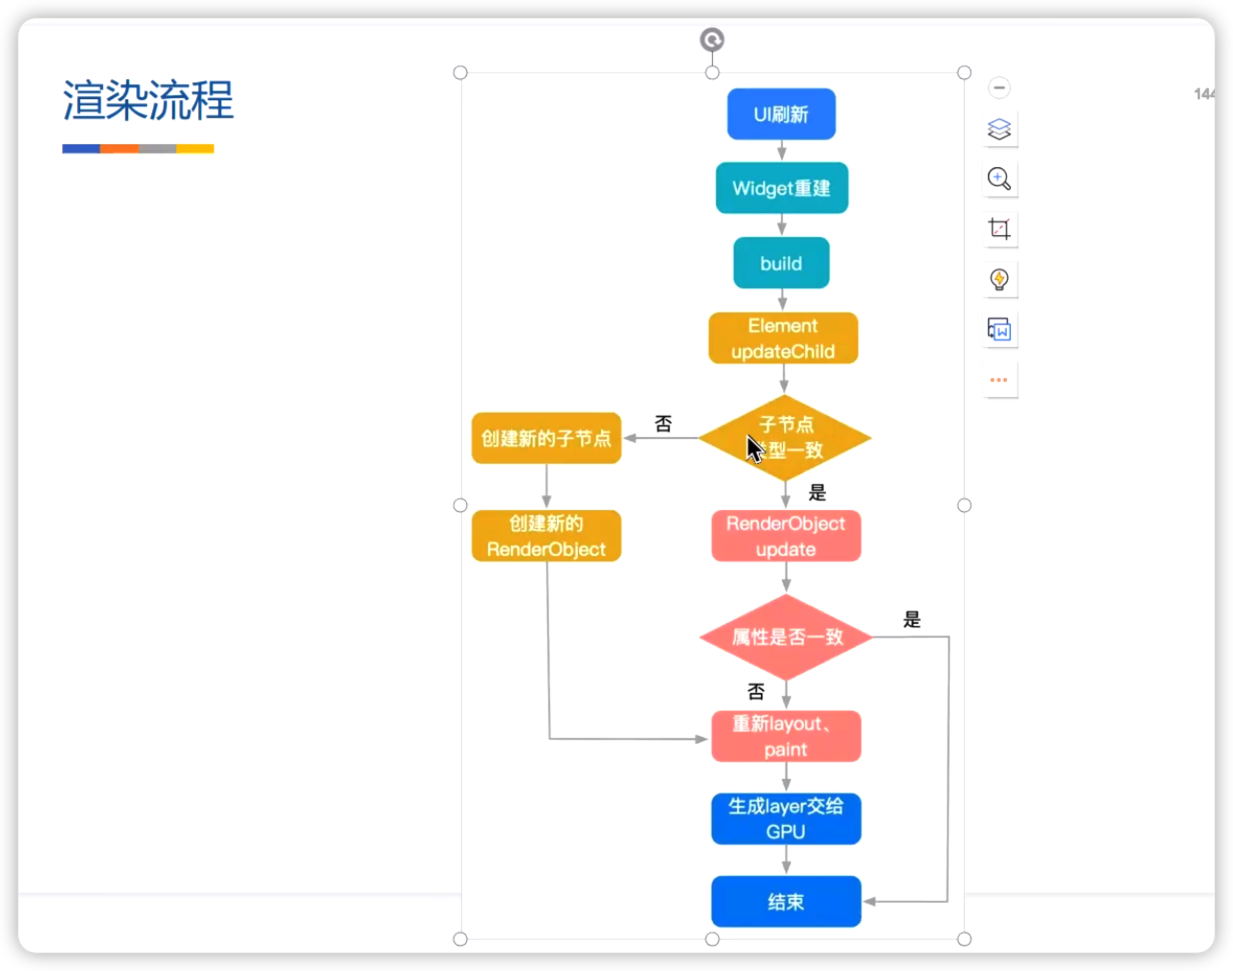 渲染流程
144
UI刷新
Widget重建
build
Element
updateChild
子节点
型一致
否
创建新的子节点
是
创建新的
RenderObject
RenderObject
update
属性是否一致
是
否
重新layout、
paint
生成layer交给
GPU
结束